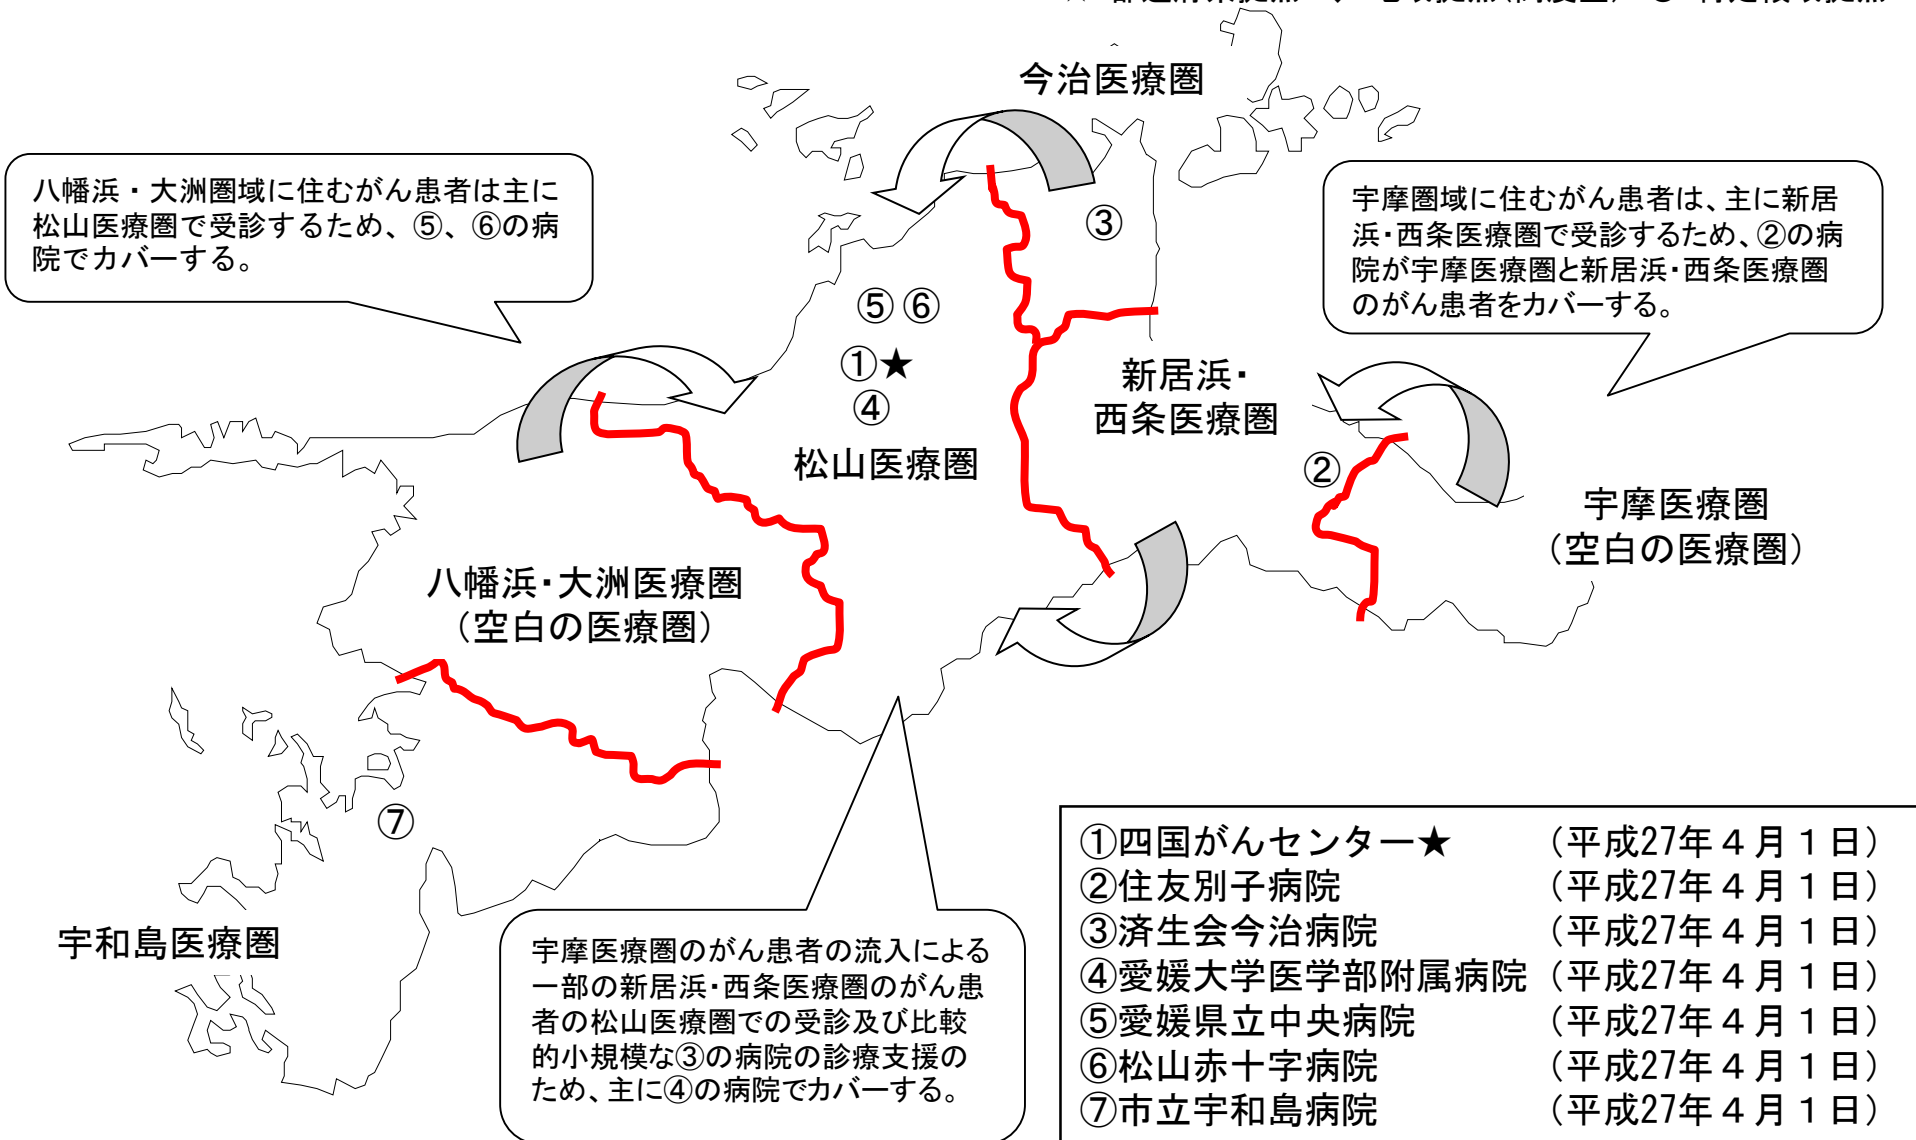 今治医療圏
八幡浜・大洲圏域に住むがん患者は主に
松山医療圏で受診するため、⑤、⑥の病
院でカバーする。
宇摩圏域に住むがん患者は、主に新居
浜・西条医療圏で受診するため、②の病
院が宇摩医療圏と新居浜・西条医療圏
のがん患者をカバーする。
③
⑤⑥
①★
④
松山医療圏
新居浜・
西条医療圏
②
宇摩医療圏
（空白の医療圏）
八幡浜・大洲医療圏
（空白の医療圏）
⑦
宇和島医療圏
宇摩医療圏のがん患者の流入による
一部の新居浜・西条医療圏のがん患
者の松山医療圏での受診及び比較
的小規模な③の病院の診療支援の
ため、主に④の病院でカバーする。
①四国がんセンター★ （平成27年４月１日）
②住友別子病院 （平成27年４月１日）
③済生会今治病院 （平成27年４月１日）
④愛媛大学医学部附属病院 （平成27年４月１日）
⑤愛媛県立中央病院 （平成27年４月１日）
⑥松山赤十字病院 （平成27年４月１日）
⑦市立宇和島病院 （平成27年４月１日）